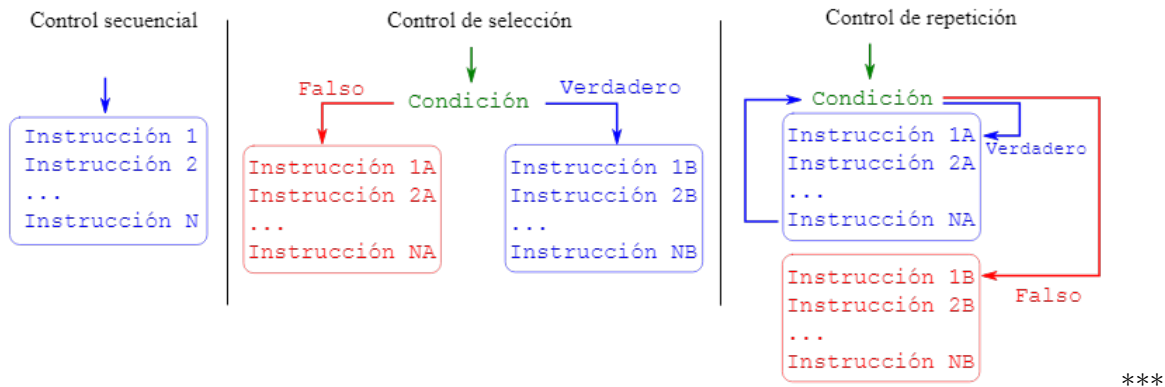 Control secuencial
Instrucción 1
Instrucción 2
...
Instrucción N
Control de selección
Falso
Condición
Verdadero
Instrucción 1A
Instrucción 2A
...
Instrucción NA
Instrucción 1B
Instrucción 2B
...
Instrucción NB
Control de repetición
Condición
Instrucción 1A
Verdadero
Instrucción 2A
...
Instrucción NA
Instrucción 1B
Falso
Instrucción 2B
...
Instrucción NB
***